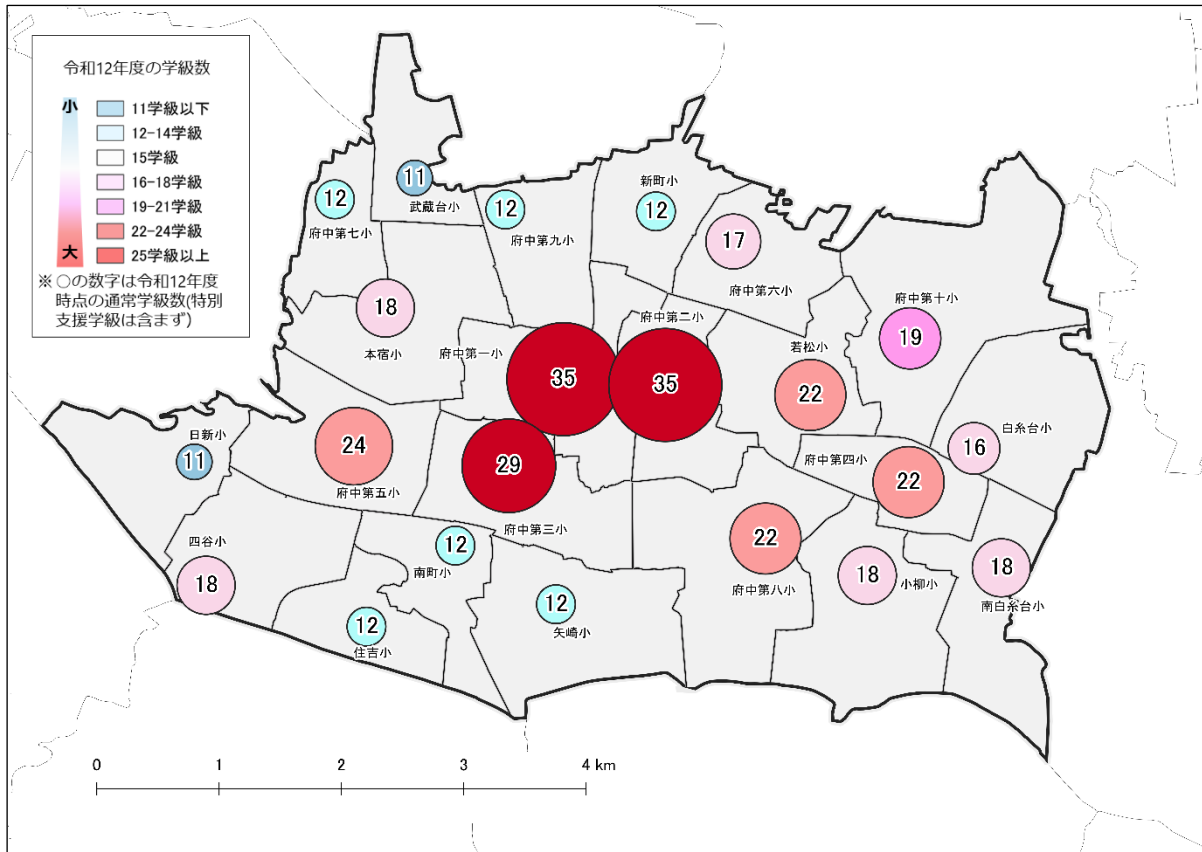 令和12年度の学級数
小
11学級以下
12-14学級
15学級
16-18学級
19-21学級
22-24学級
大
25学級以上
※ ○の数字は令和12年度
時点の通常学級数(特別
支援学級は含まず)
11
武蔵台小
12
府中第七小
12
府中第九小
新町小
12
17
府中第六小
府中第十小
19
18
本宿小
府中第一小
35
府中第二小
35
若松小
22
白糸台小
16
日新小
11
24
府中第五小
29
府中第三小
府中第四小
22
22
府中第八小
四谷小
18
12
南町小
12
住吉小
12
矢崎小
18
小柳小
18
南白糸台小
0 1 2 3 4 km